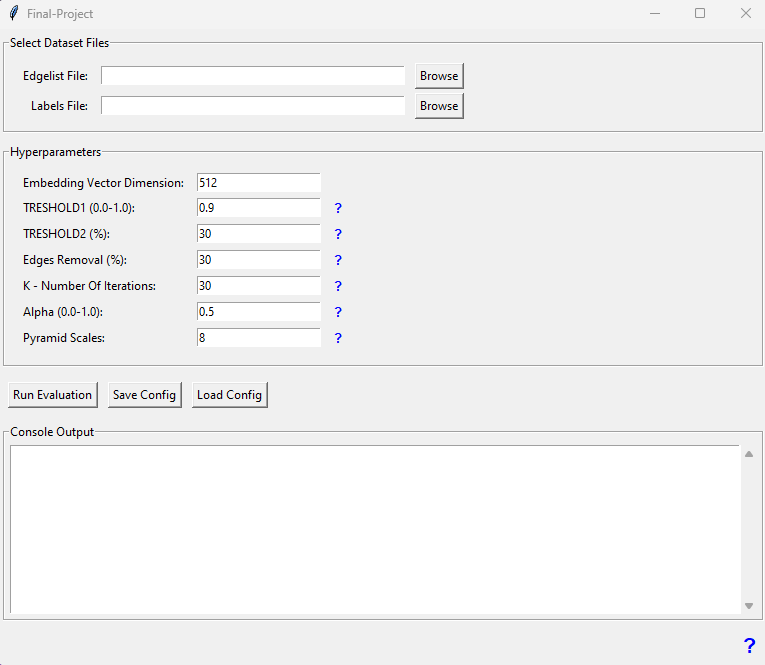 Final-Project
Select Dataset Files
Edgelist File: Browse
Labels File: Browse
Hyperparameters
Embedding Vector Dimension: 512
TRESHOLD1 (0.0-1.0): 0.9 ?
TRESHOLD2 (%): 30 ?
Edges Removal (%): 30 ?
K - Number Of Iterations: 30 ?
Alpha (0.0-1.0): 0.5 ?
Pyramid Scales: 8 ?
Run Evaluation Save Config Load Config
Console Output
?